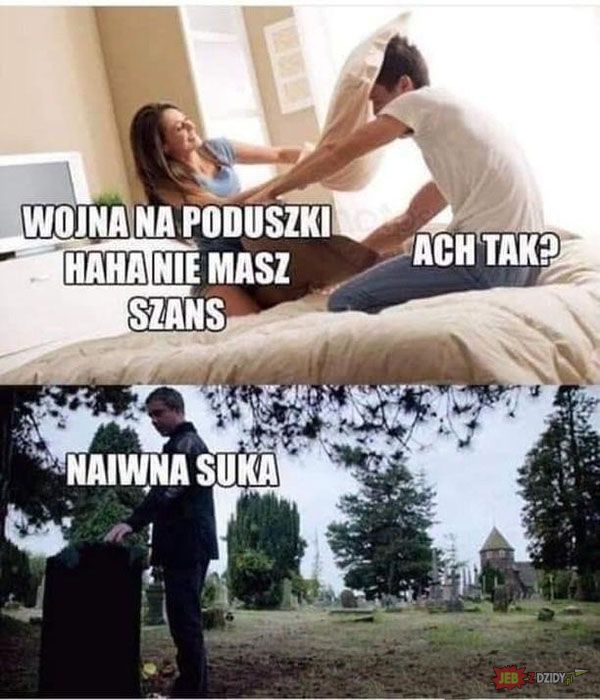 WOJNA NA PODUSZKI
HAHA NIE MASZ
SZANS
ACH TAK?
NAIWNA SUKA
JEBZDZIDY.PL